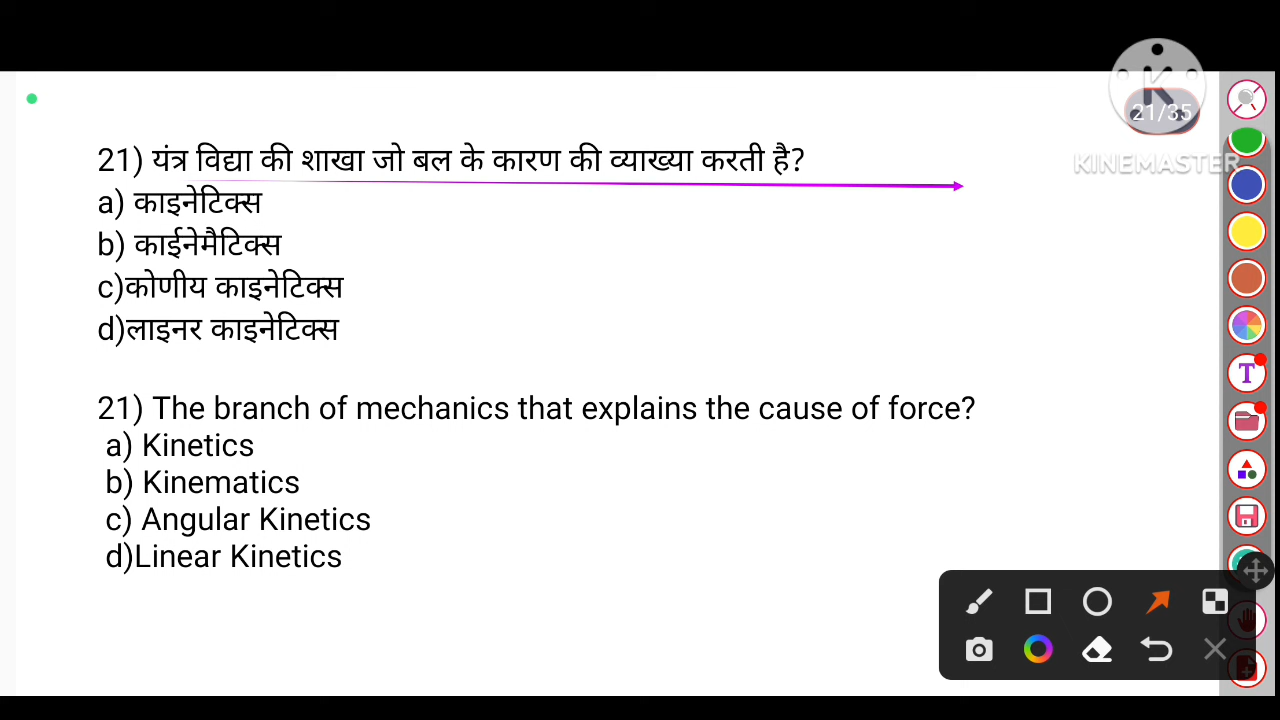 21/35
KINEMASTER
21) यंत्र विद्या की शाखा जो बल के कारण की व्याख्या करती है?
a) काइनेटिक्स
b) काईनेमैटिक्स
c)कोणीय काइनेटिक्स
d)लाइनर काइनेटिक्स
21) The branch of mechanics that explains the cause of force?
a) Kinetics
b) Kinematics
c) Angular Kinetics
d)Linear Kinetics